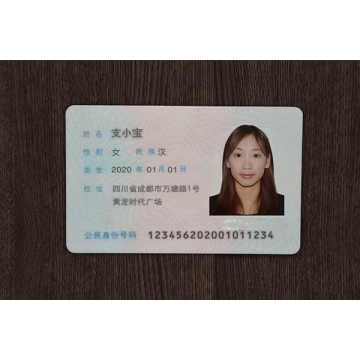 姓名 支小宝
性别 女 民族 汉
出生 2020 年 01 月 01 日
住址 四川省成都市万塘路1号
黄龙时代广场
公民身份号码 123456202001011234